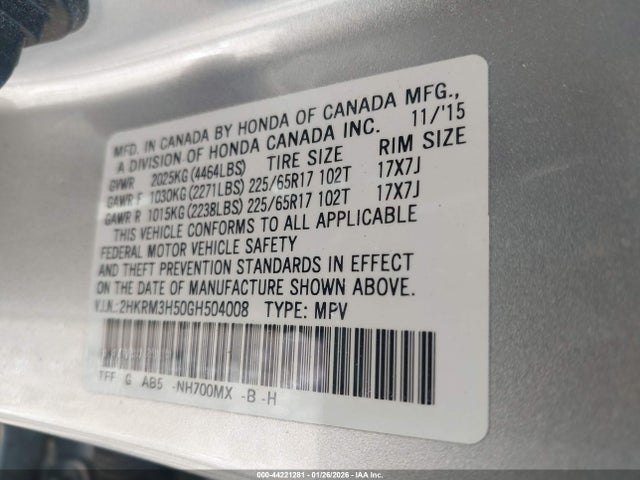 MFD. IN CANADA BY HONDA OF CANADA MFG.,
A DIVISION OF HONDA CANADA INC. 11/'15
GVWR 2025KG (4464LBS) TIRE SIZE RIM SIZE
GAWR F 1030KG (2271LBS) 225/65R17 102T 17X7J
GAWR R 1015KG (2238LBS) 225/65R17 102T 17X7J
THIS VEHICLE CONFORMS TO ALL APPLICABLE
FEDERAL MOTOR VEHICLE SAFETY
AND THEFT PREVENTION STANDARDS IN EFFECT
ON THE DATE OF MANUFACTURE SHOWN ABOVE.
V.I.N.:2HKRM3H50GH504008 TYPE: MPV
G AB5 -NH700MX -B -H
000-44221281 | 01/26/2026 | IAA Inc.